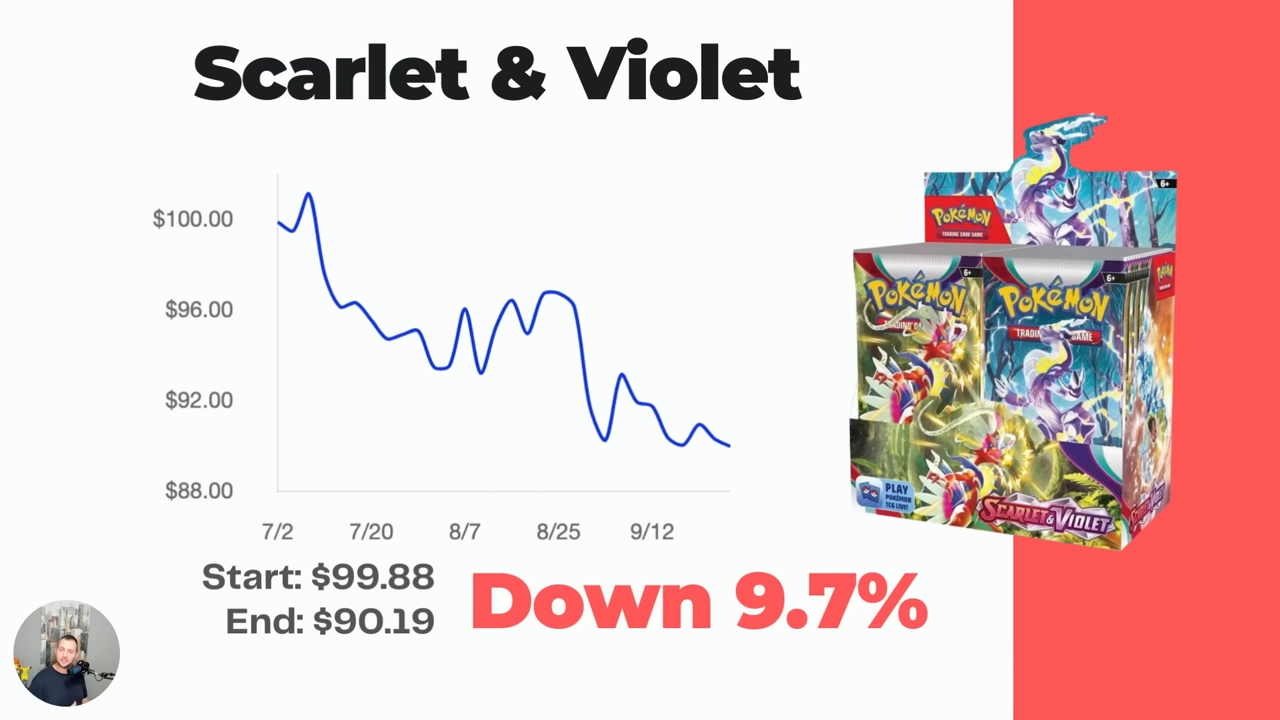 Scarlet & Violet
$100.00
$96.00
$92.00
$88.00
7/2
7/20
8/7
8/25
9/12
Start: $99.88
End: $90.19
Down 9.7%
6+
POKéMON
TRADING CARD GAME
6+
6+
POKéMON
POKéMON
PLAY
POKÉMON
TCG LIVE!
SCARLET & VIOLET